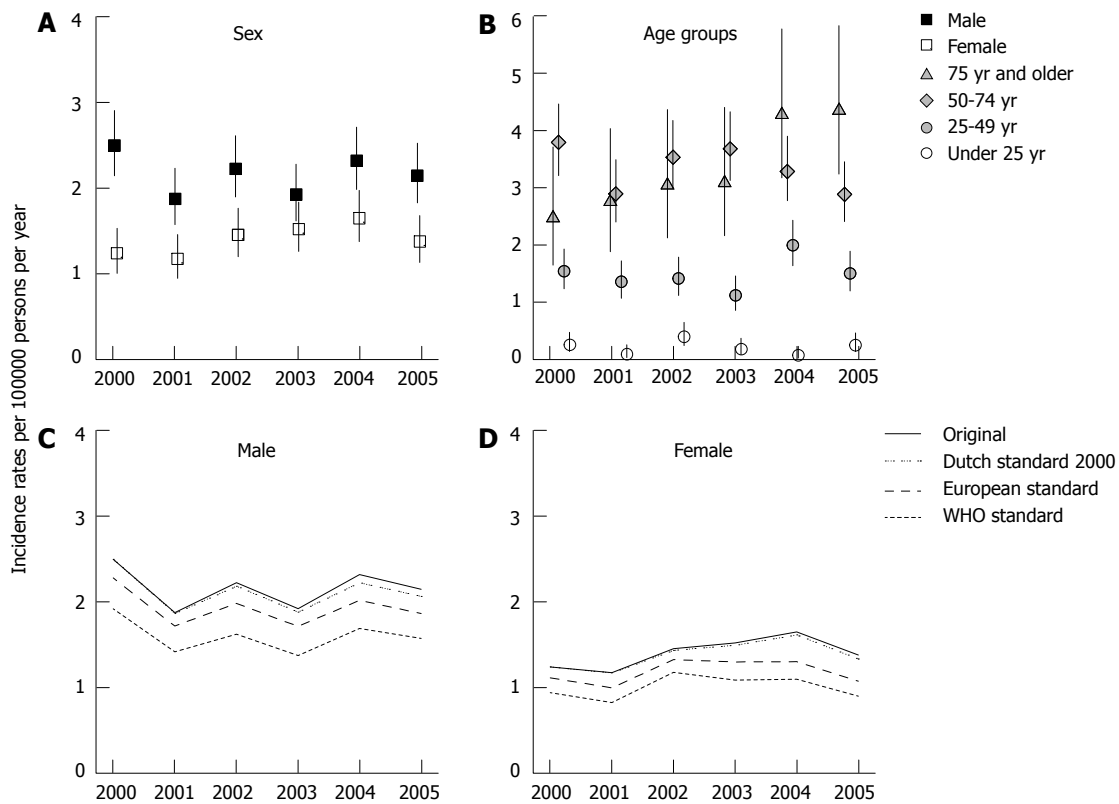 Incidence rates per 100000 persons per year
A
Sex
4
3
2
1
0
2000 2001 2002 2003 2004 2005
B
Age groups
6
5
4
3
2
1
0
2000 2001 2002 2003 2004 2005
Male
Female
75 yr and older
50-74 yr
25-49 yr
Under 25 yr
C
Male
4
3
2
1
0
2000 2001 2002 2003 2004 2005
D
Female
4
3
2
1
0
2000 2001 2002 2003 2004 2005
Original
Dutch standard 2000
European standard
WHO standard